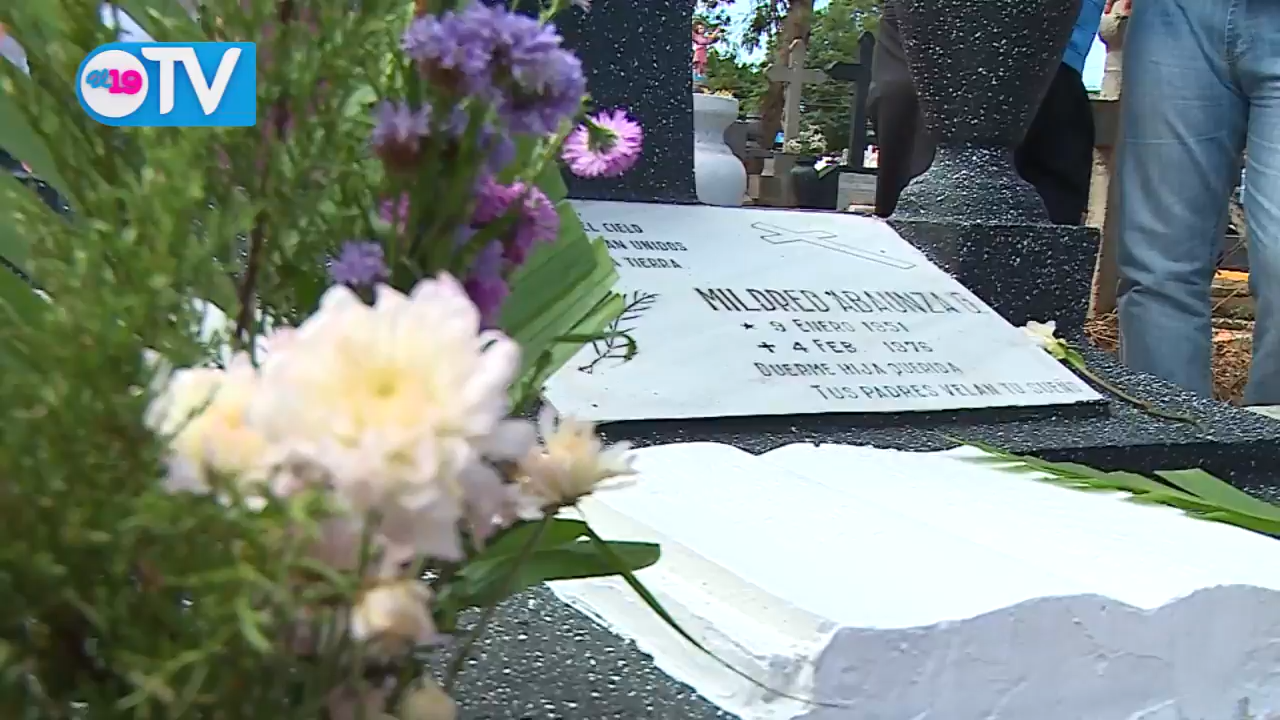 el19 TV
EL CIELO
AN UNIDOS
TIERRA
MILDRED ABAUNZA G
9 ENERO 1951
4 FEB 1976
DUERME HIJA QUERIDA
TUS PADRES VELAN TU SUEÑO